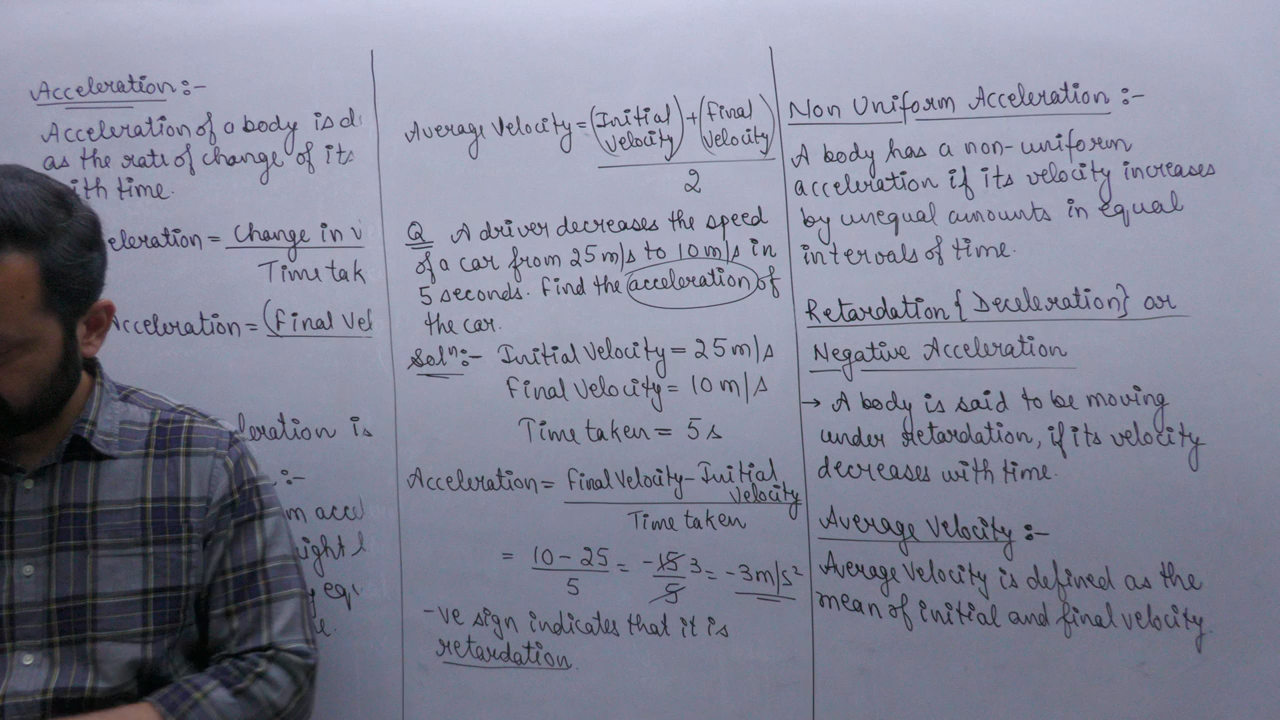 Acceleration :-
Acceleration of a body is
as the rate of change of its
with time.
eleration = Change in
Time tak
Acceleration = (Final Vel
leration is
:-
m accel
ight
equ
Average Velocity = (Initial Velocity) + (Final Velocity)
2
Q A driver decreases the speed
of a car from 25 m/s to 10 m/s in
5 seconds. Find the acceleration of
the car.
Solⁿ :- Initial Velocity = 25 m/s
Final Velocity = 10 m/s
Time taken = 5s
Acceleration = Final Velocity - Initial Velocity
Time taken
= 10 - 25 / 5 = -15 / 5 3 = -3 m/s²
-ve sign indicates that it is
retardation.
Non Uniform Acceleration :-
A body has a non-uniform
acceleration if its velocity increases
by unequal amounts in equal
intervals of time.
Retardation {Deceleration} or
Negative Acceleration
→ A body is said to be moving
under retardation, if its velocity
decreases with time.
Average Velocity :-
Average Velocity is defined as the
mean of initial and final velocity.